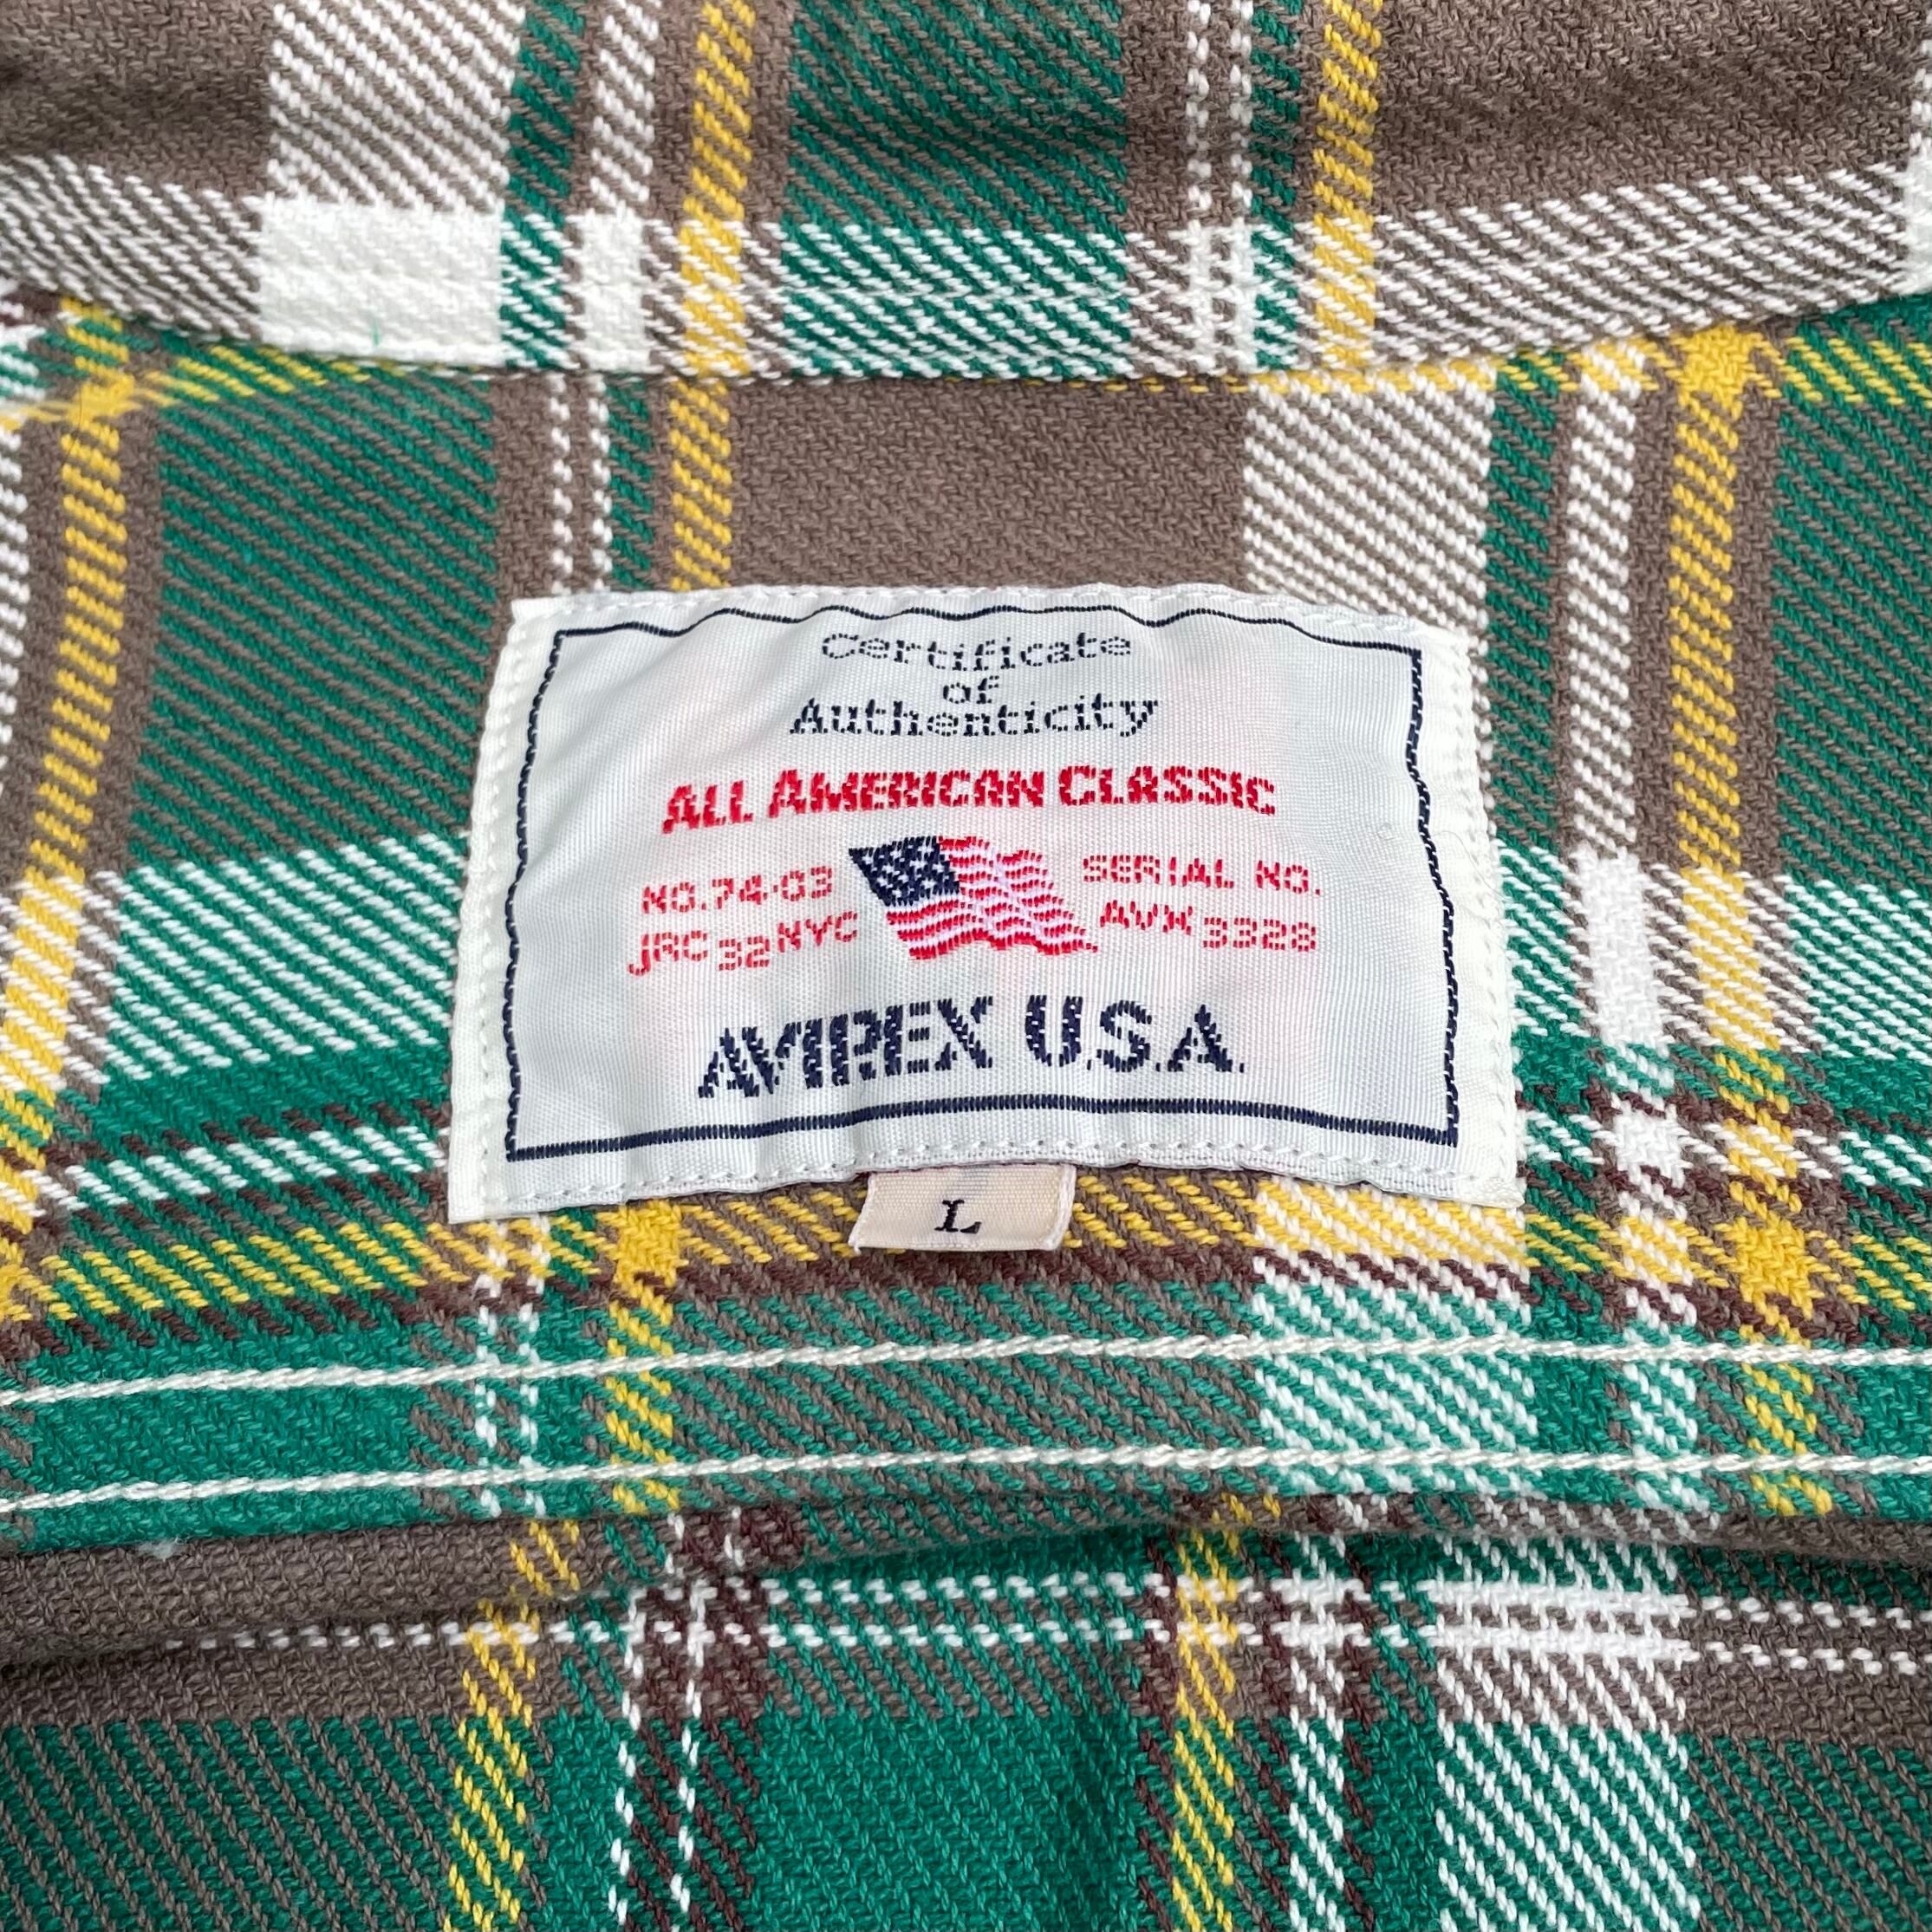 Certificate
of
Authenticity
ALL AMERICAN CLASSIC
NO.74-03
JRC 32 NYC
SERIAL NO.
AVX 3328
AVIREX U.S.A.
L